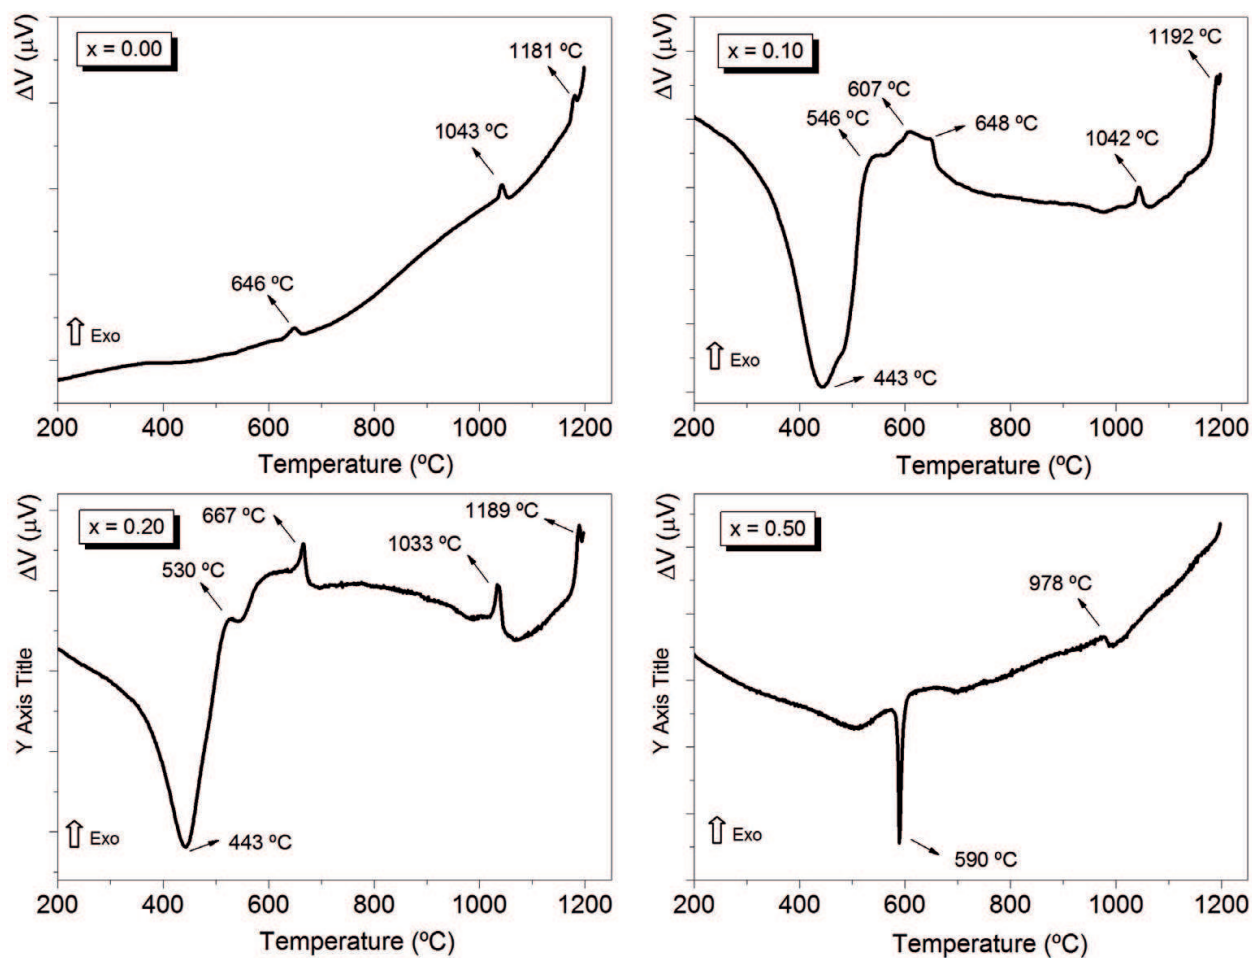 ΔV (μV)
x = 0.00
1181 ºC
1043 ºC
646 ºC
Exo
200 400 600 800 1000 1200
Temperature (ºC)
ΔV (μV)
x = 0.10
1192 ºC
607 ºC
546 ºC
648 ºC
1042 ºC
Exo
443 ºC
200 400 600 800 1000 1200
Temperature (ºC)
Y Axis Title ΔV (μV)
x = 0.20
667 ºC
1189 ºC
1033 ºC
530 ºC
Exo
443 ºC
200 400 600 800 1000 1200
Temperature (ºC)
Y Axis Title ΔV (μV)
x = 0.50
978 ºC
Exo
590 ºC
200 400 600 800 1000 1200
Temperature (ºC)